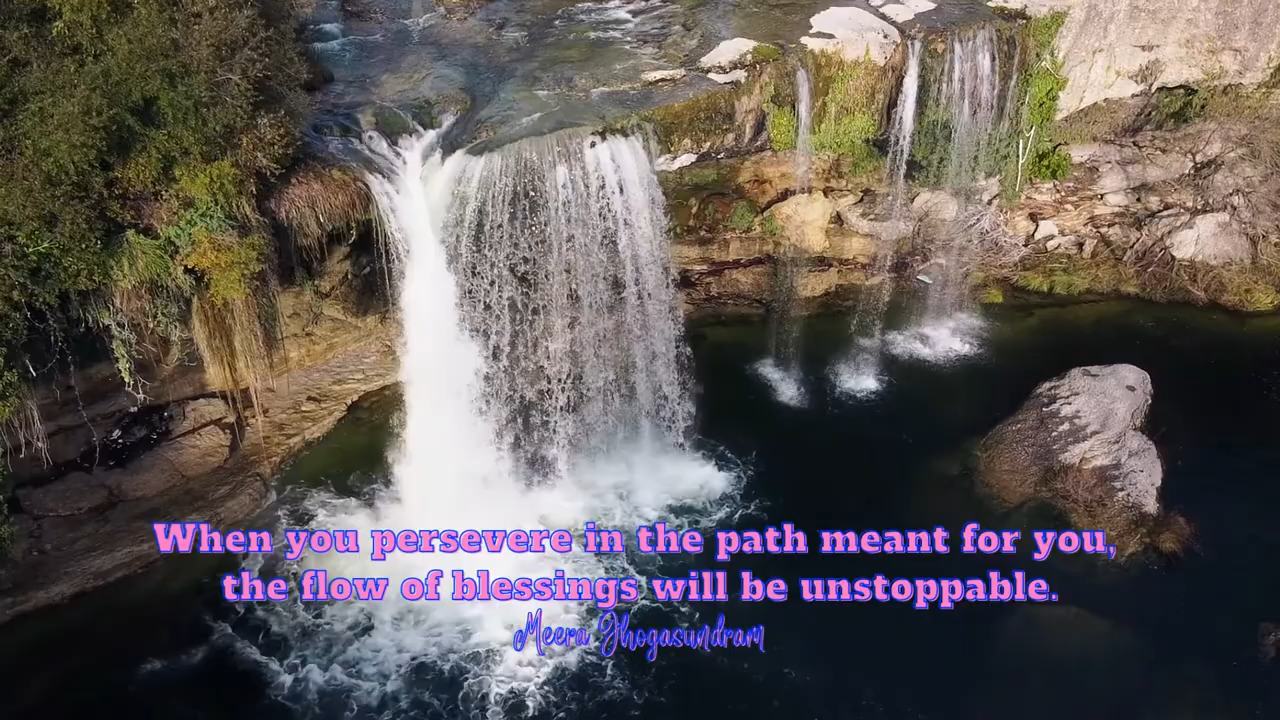 When you persevere in the path meant for you,
the flow of blessings will be unstoppable.
Meera Jhogasundram